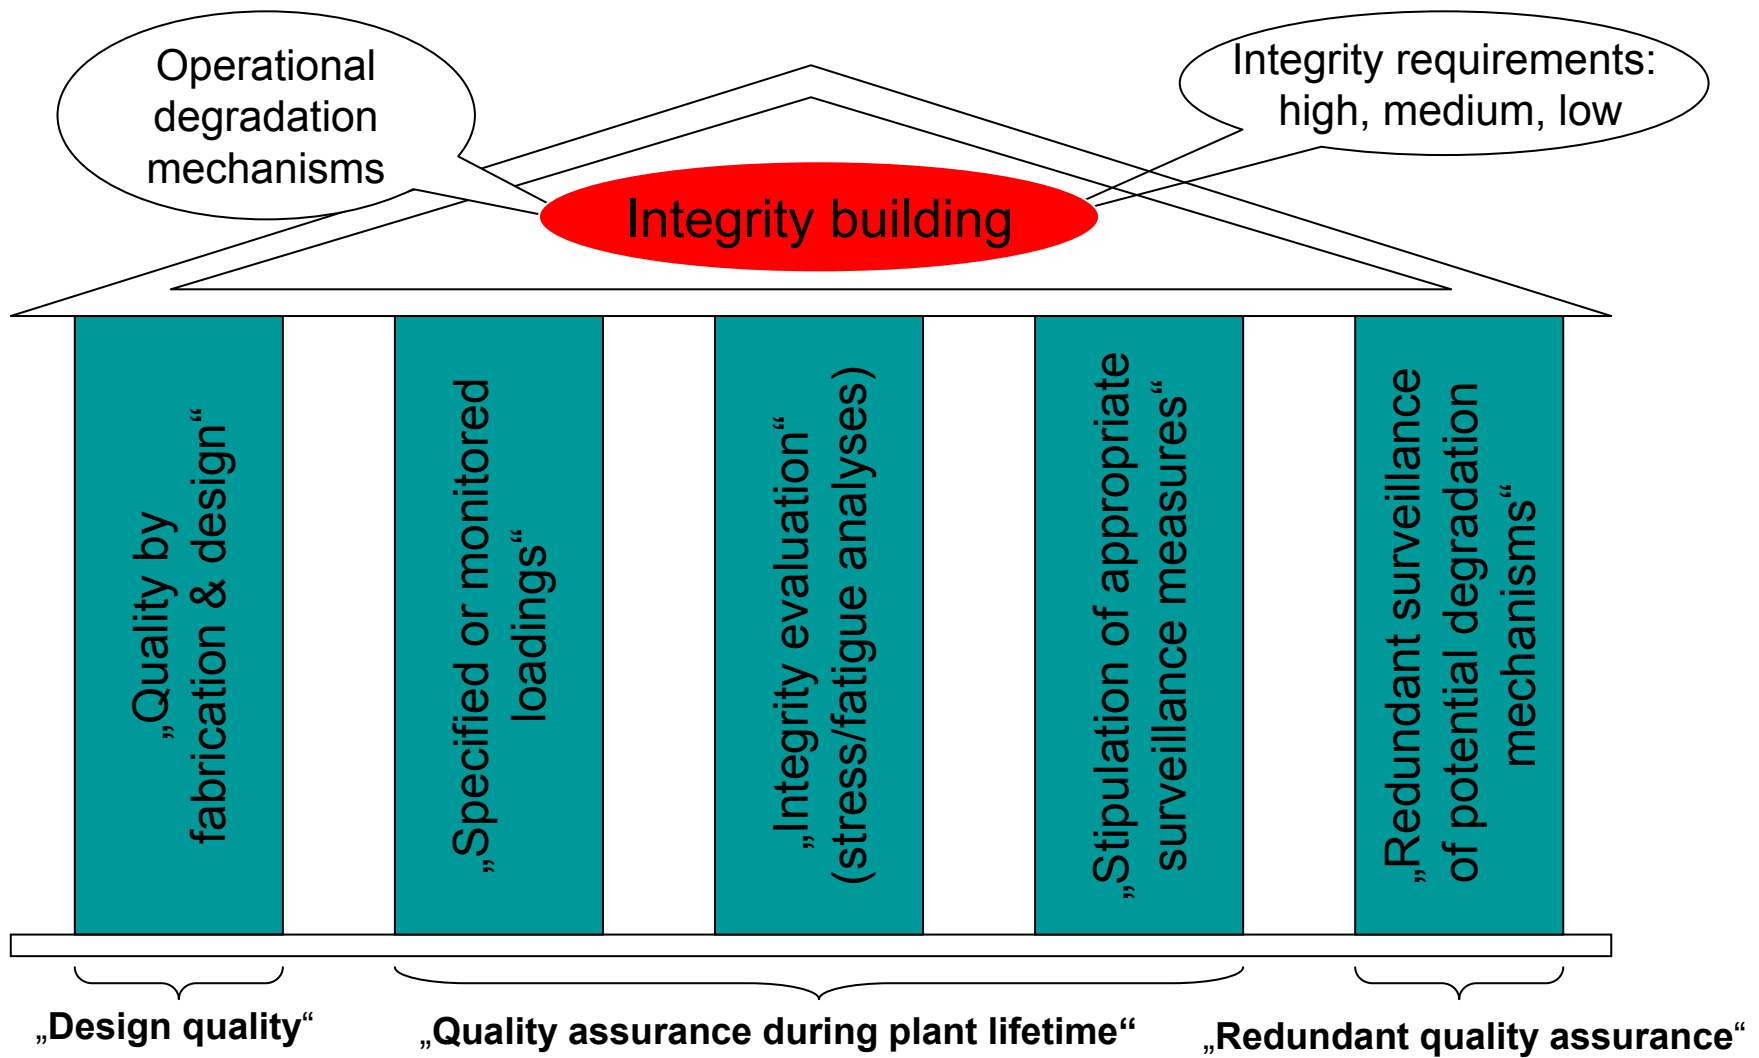 Operational
degradation
mechanisms
Integrity requirements:
high, medium, low
Integrity building
„Quality by
fabrication & design“
„Specified or monitored
loadings“
„Integrity evaluation“
(stress/fatigue analyses)
„Stipulation of appropriate
surveillance measures“
„Redundant surveillance
of potential degradation
mechanisms“
„Design quality“
„Quality assurance during plant lifetime“
„Redundant quality assurance“